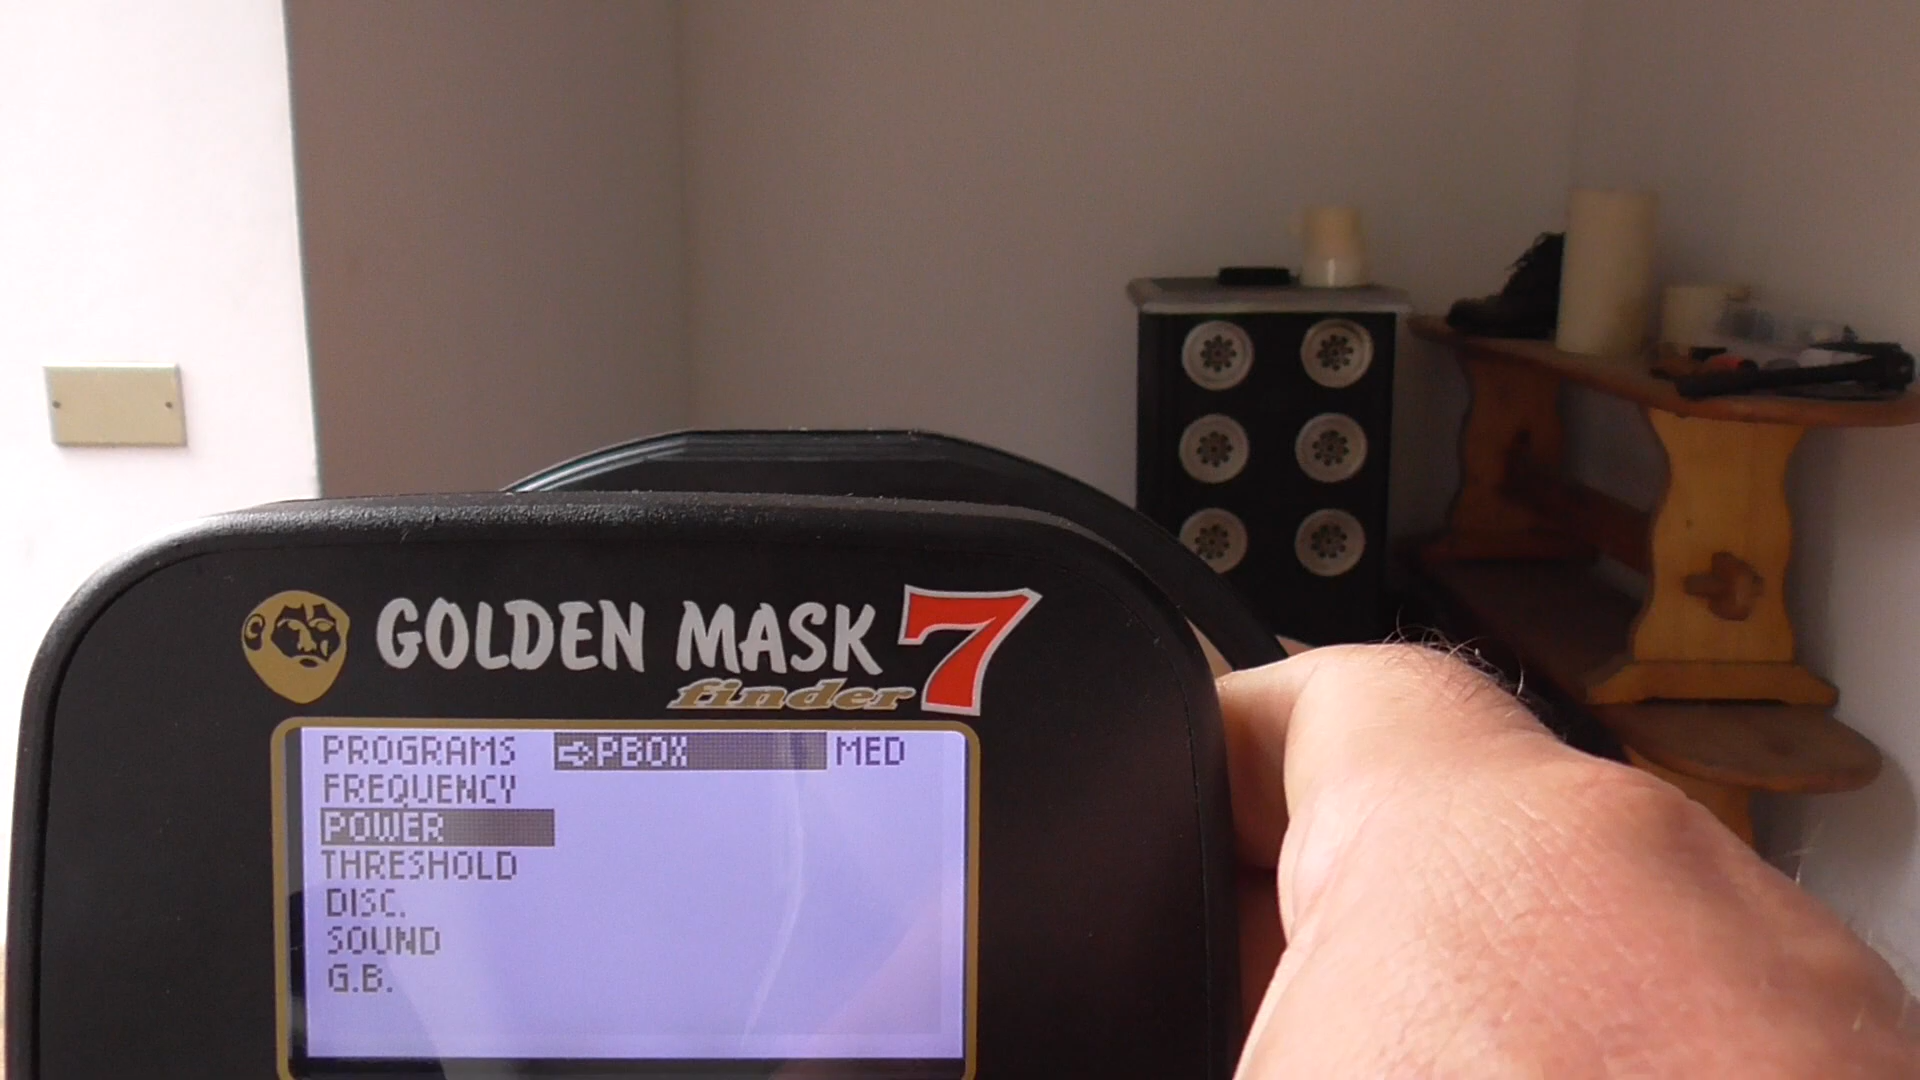 GOLDEN MASK 7
finder
PROGRAMS ⇨PBOX MED
FREQUENCY
POWER
THRESHOLD
DISC.
SOUND
G.B.